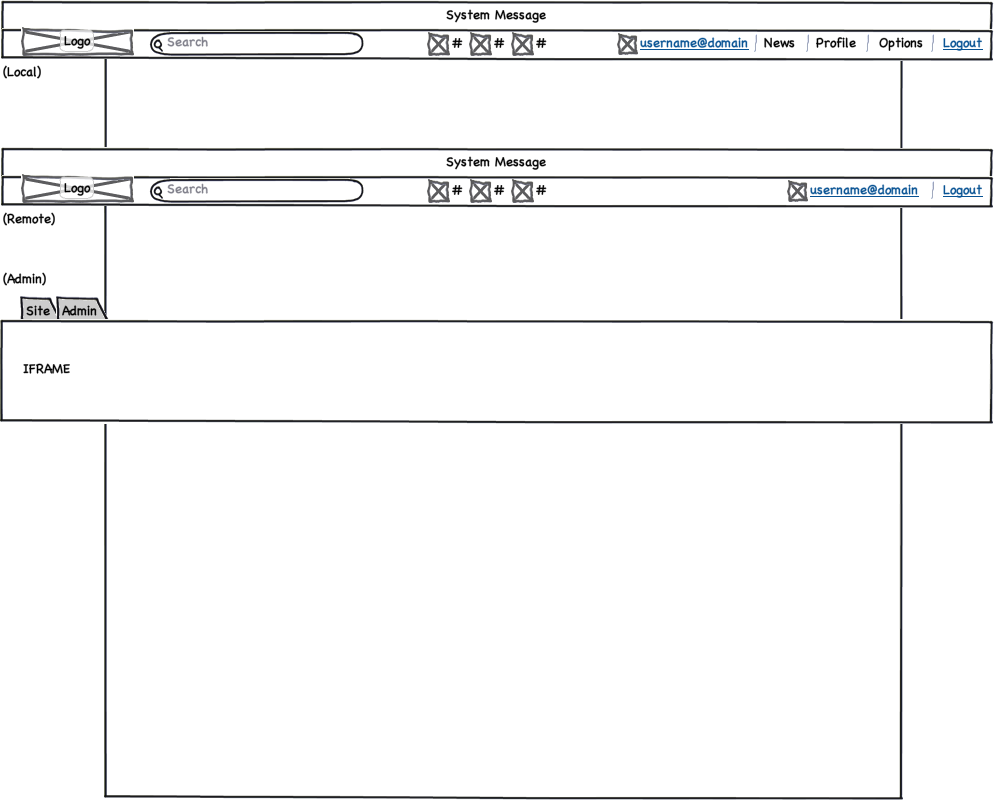 System Message
Logo Search # # # username@domain News Profile Options Logout
(Local)
System Message
Logo Search # # # username@domain Logout
(Remote)
(Admin)
Site Admin
IFRAME